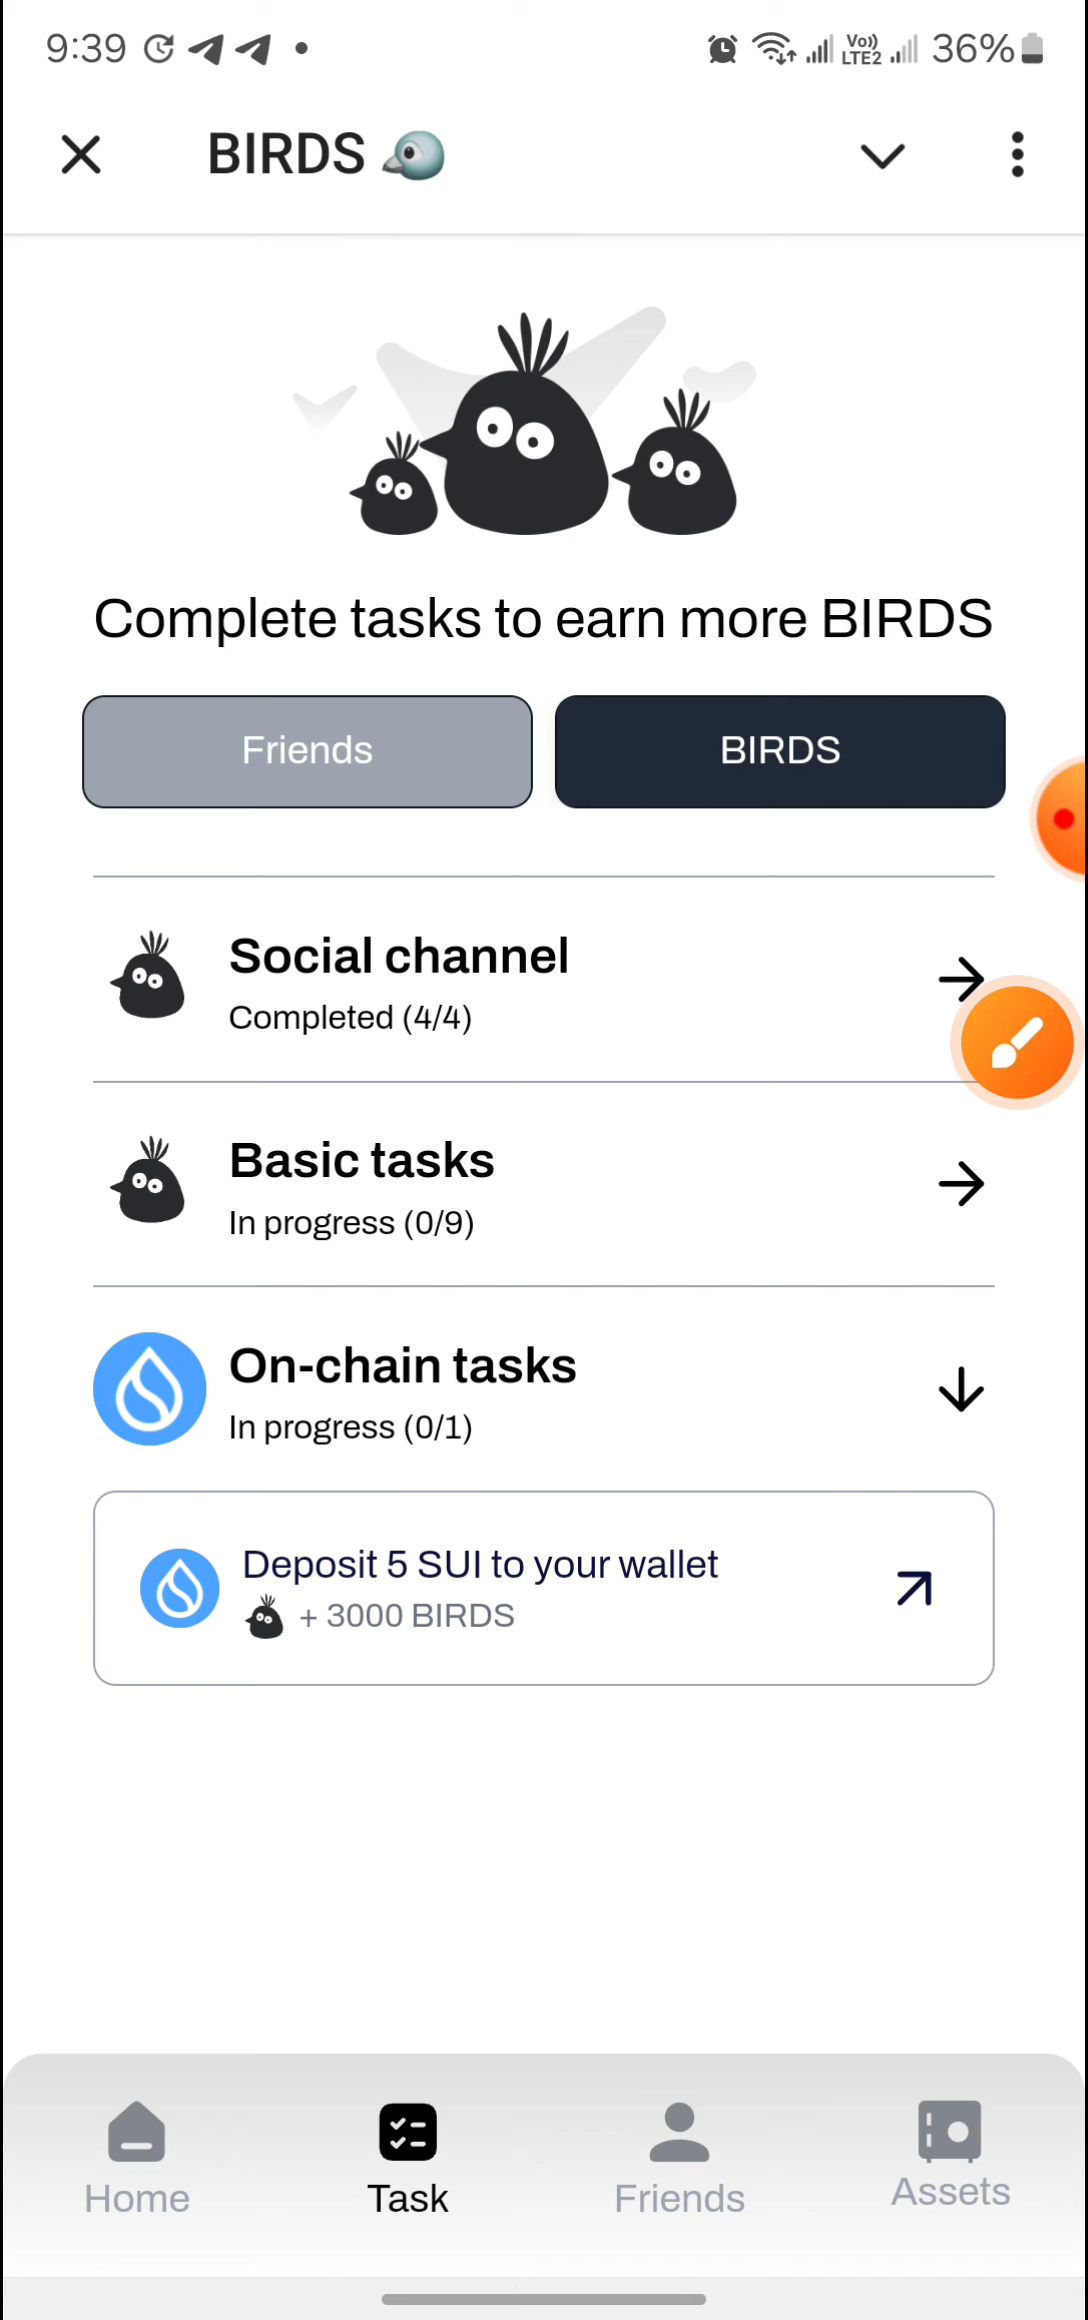 9:39
Vo))
LTE2
36%
BIRDS
Complete tasks to earn more BIRDS
Friends
BIRDS
Social channel
Completed (4/4)
Basic tasks
In progress (0/9)
On-chain tasks
In progress (0/1)
Deposit 5 SUI to your wallet
+ 3000 BIRDS
Home
Task
Friends
Assets